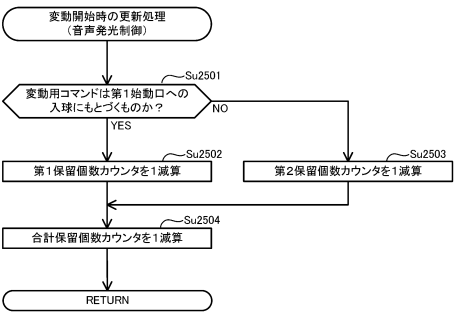 変動開始時の更新処理
（音声発光制御）
Su2501
変動用コマンドは第1始動口への
入球にもとづくものか？
NO
YES
Su2502
第1保留個数カウンタを1減算
Su2503
第2保留個数カウンタを1減算
Su2504
合計保留個数カウンタを1減算
RETURN